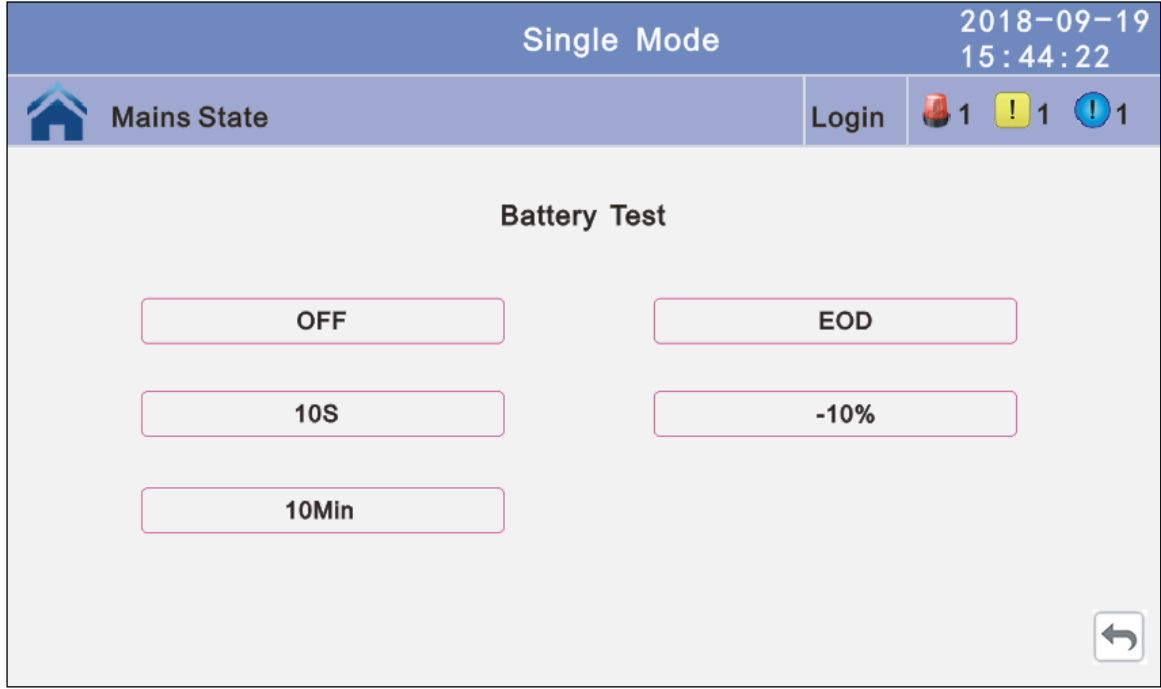 Single Mode
2018-09-19
15:44:22
Mains State
Login
1
! 1
! 1
Battery Test
OFF
EOD
10S
-10%
10Min